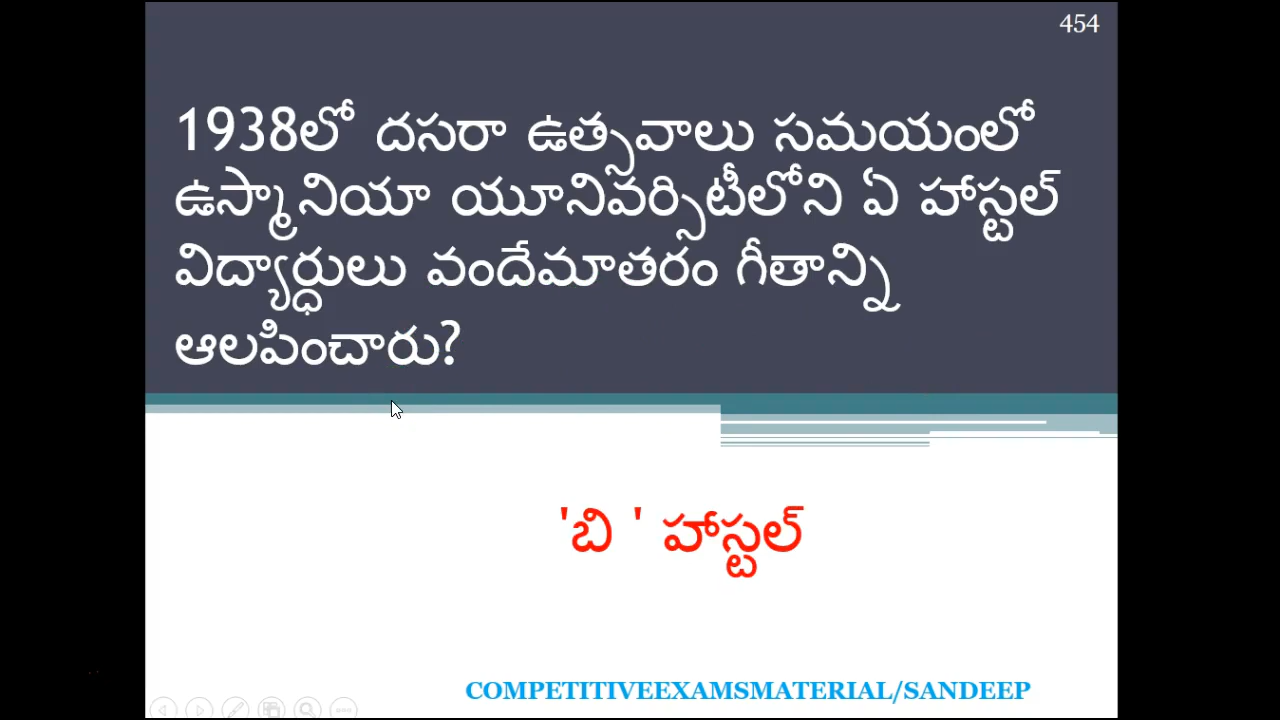 454
1938లో దసరా ఉత్సవాలు సమయంలో
ఉస్మానియా యూనివర్సిటీలోని ఏ హాస్టల్
విద్యార్ధులు వందేమాతరం గీతాన్ని
ఆలపించారు?
'బి ' హాస్టల్
COMPETITIVEEXAMSMATERIAL/SANDEEP